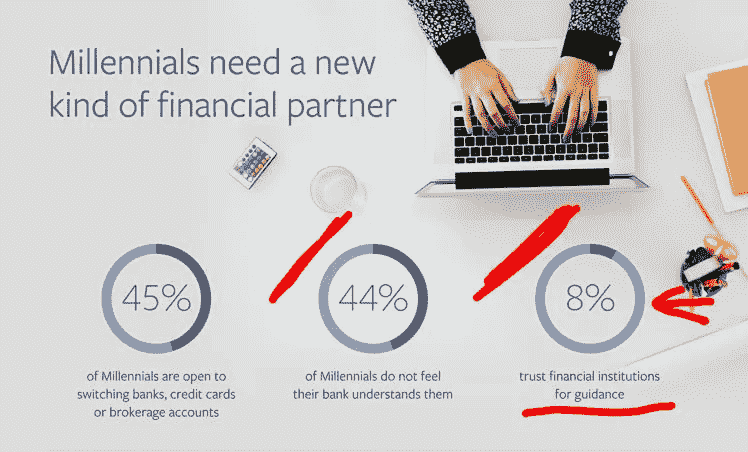 Millennials need a new
kind of financial partner
45%
44%
8%
of Millennials are open to
switching banks, credit cards
or brokerage accounts
of Millennials do not feel
their bank understands them
trust financial institutions
for guidance